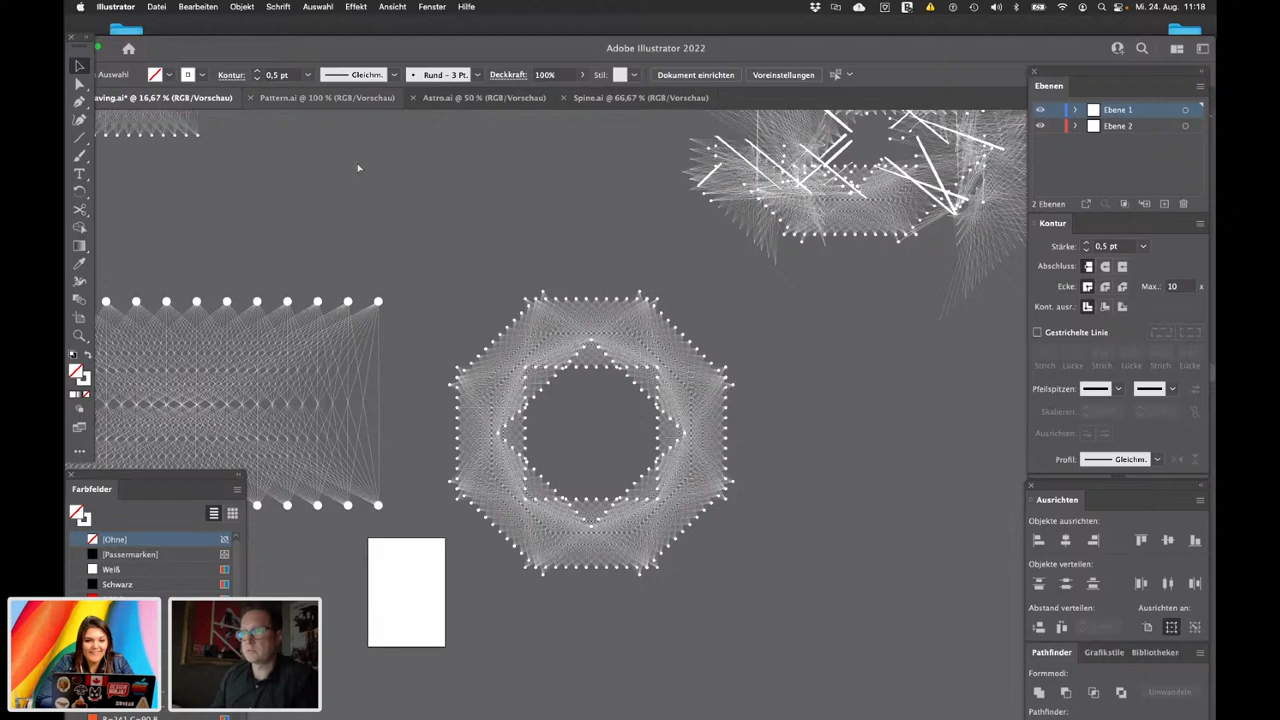 Illustrator Datei Bearbeiten Objekt Schrift Auswahl Effekt Ansicht Fenster Hilfe Mi. 24. Aug. 11:18
Adobe Illustrator 2022
Auswahl Kontur: 0,5 pt Gleichm. Rund – 3 Pt. Deckkraft: 100% Stil: Dokument einrichten Voreinstellungen
aving.ai* @ 16,67 % (RGB/Vorschau) Pattern.ai @ 100 % (RGB/Vorschau) Astro.ai @ 50 % (RGB/Vorschau) Spine.ai @ 66,67 % (RGB/Vorschau)
Ebenen
Ebene 1
Ebene 2
2 Ebenen
Kontur
Stärke: 0,5 pt
Abschluss:
Ecke: Max.: 10 x
Kont. ausr.:
Gestrichelte Linie
Strich Lücke Strich Lücke Strich Lücke
Pfeilspitzen:
Skalieren:
Ausrichten:
Profil: Gleichm.
Farbfelder
[Ohne]
[Passermarken]
Weiß
Schwarz
R=241 G=90 B
Ausrichten
Objekte ausrichten:
Objekte verteilen:
Abstand verteilen: Ausrichten an:
Pathfinder Grafikstile Bibliotheken
Formmodi:
Umwandeln
Pathfinder: